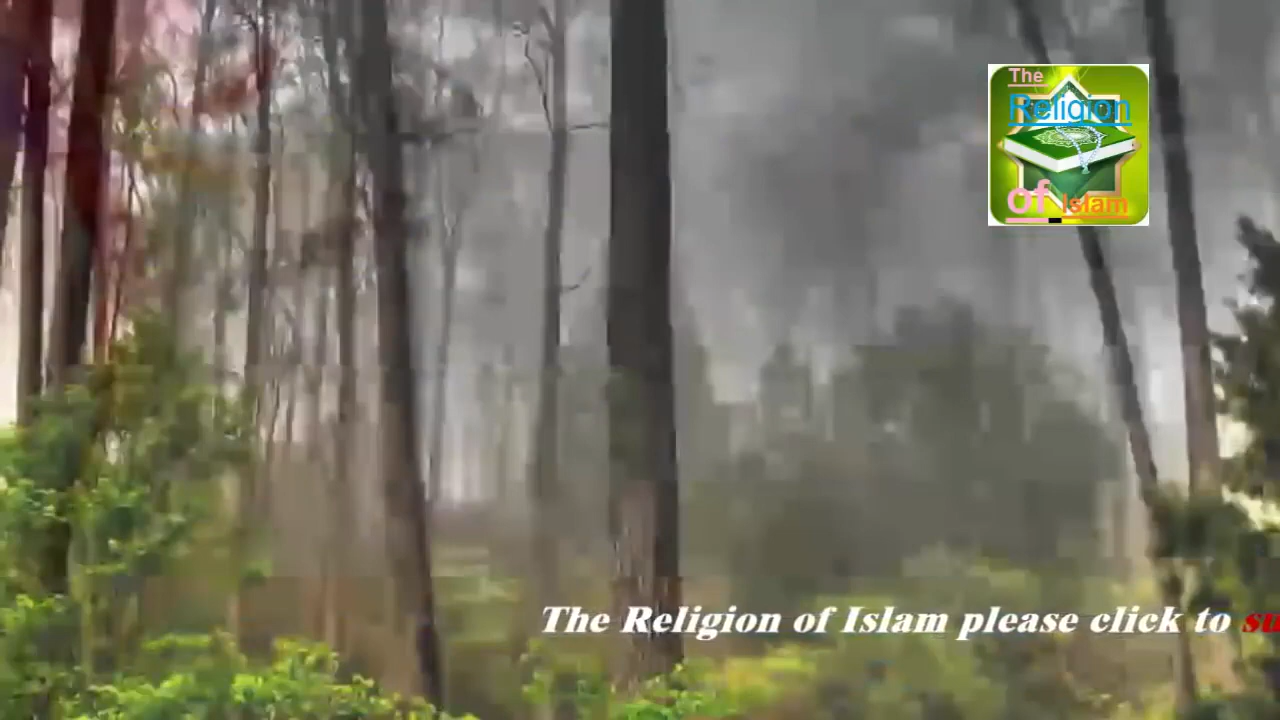 The
Religion
Of Islam
The Religion of Islam please click to